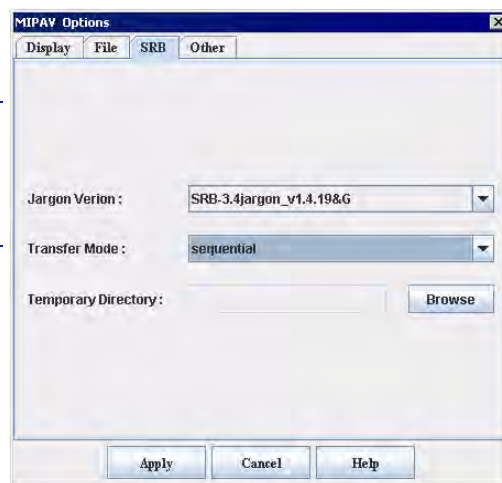 MIPAV Options
Display File SRB Other
Jargon Verion : SRB-3.4jargon_v1.4.19&G
Transfer Mode : sequential
Temporary Directory : Browse
Apply Cancel Help